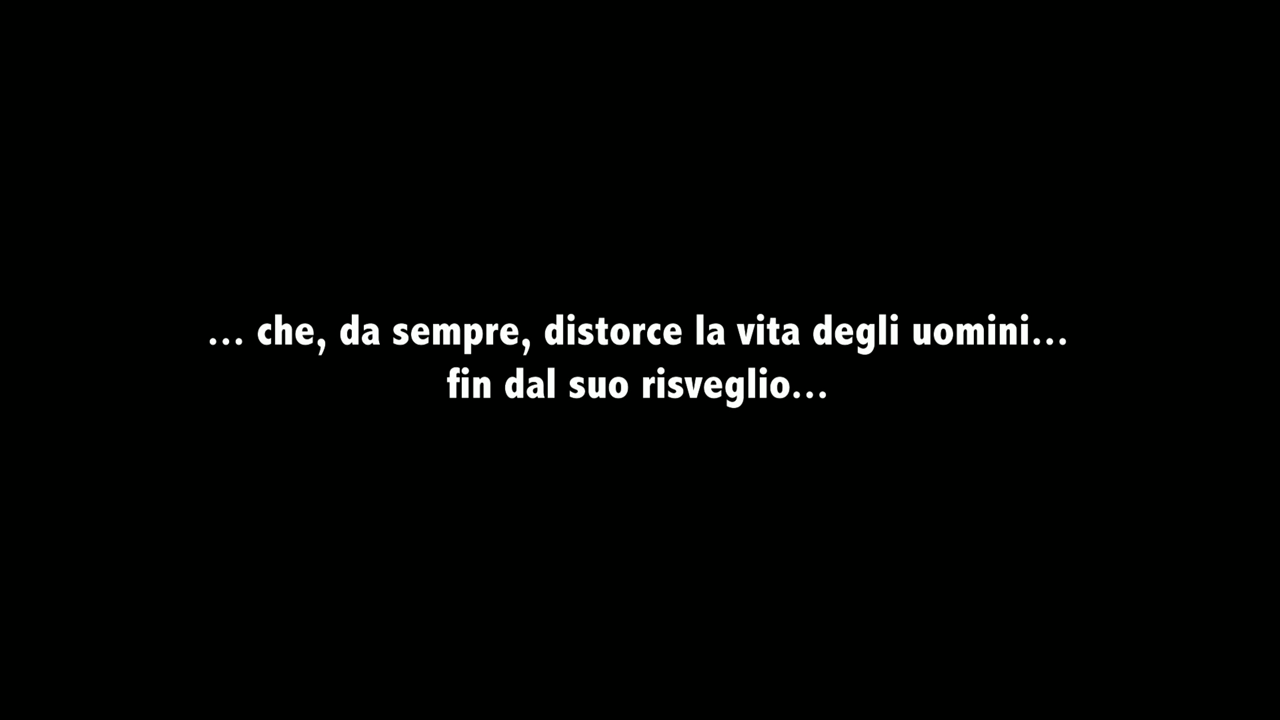 ... che, da sempre, distorce la vita degli uomini...
fin dal suo risveglio...